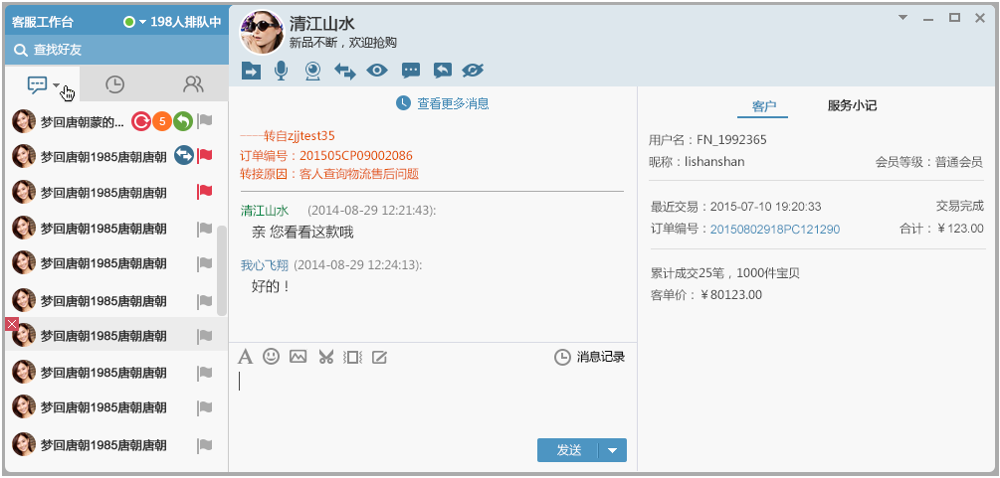 客服工作台
198人排队中
查找好友
梦回唐朝蒙的...
5
梦回唐朝1985唐朝唐朝
梦回唐朝1985唐朝唐朝
梦回唐朝1985唐朝唐朝
梦回唐朝1985唐朝唐朝
梦回唐朝1985唐朝唐朝
梦回唐朝1985唐朝唐朝
梦回唐朝1985唐朝唐朝
梦回唐朝1985唐朝唐朝
梦回唐朝1985唐朝唐朝
清江山水
新品不断，欢迎抢购
查看更多消息
----转自zjjtest35
订单编号：201505CP09002086
转接原因：客人查询物流售后问题
清江山水 (2014-08-29 12:21:43):
亲 您看看这款哦
我心飞翔 (2014-08-29 12:24:13):
好的！
A
消息记录
发送
客户
服务小记
用户名：FN_1992365
昵称：lishanshan
会员等级：普通会员
最近交易：2015-07-10 19:20:33
交易完成
订单编号：20150802918PC121290
合计：￥123.00
累计成交25笔，1000件宝贝
客单价：￥80123.00